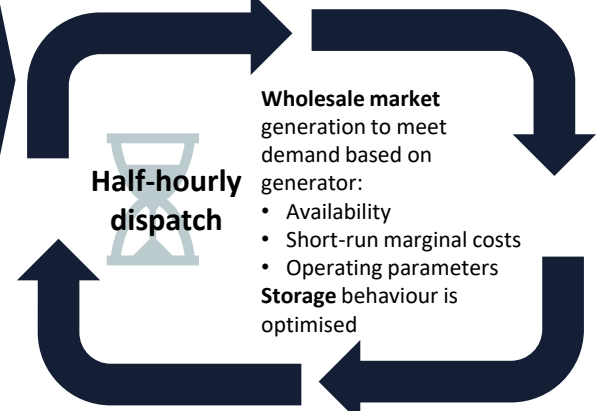 Half-hourly
dispatch
Wholesale market
generation to meet
demand based on
generator:
• Availability
• Short-run marginal costs
• Operating parameters
Storage behaviour is
optimised